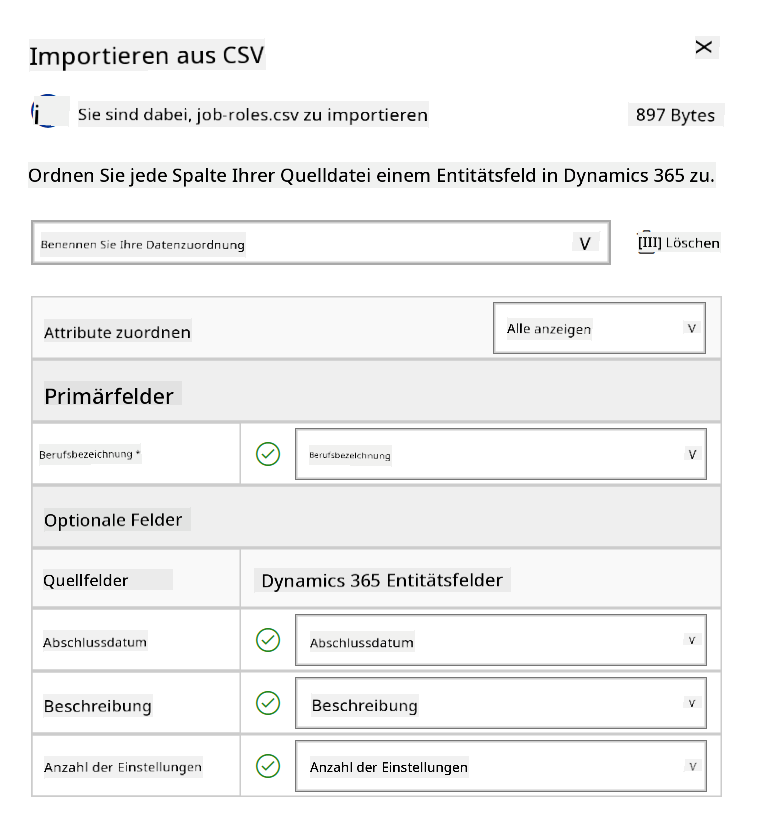 Importieren aus CSV
i Sie sind dabei, job-roles.csv zu importieren 897 Bytes
Ordnen Sie jede Spalte Ihrer Quelldatei einem Entitätsfeld in Dynamics 365 zu.
Benennen Sie Ihre Datenzuordnung V [III] Löschen
Attribute zuordnen Alle anzeigen V
Primärfelder
Berufsbezeichnung * Berufsbezeichnung V
Optionale Felder
Quellfelder Dynamics 365 Entitätsfelder
Abschlussdatum Abschlussdatum V
Beschreibung Beschreibung V
Anzahl der Einstellungen Anzahl der Einstellungen V